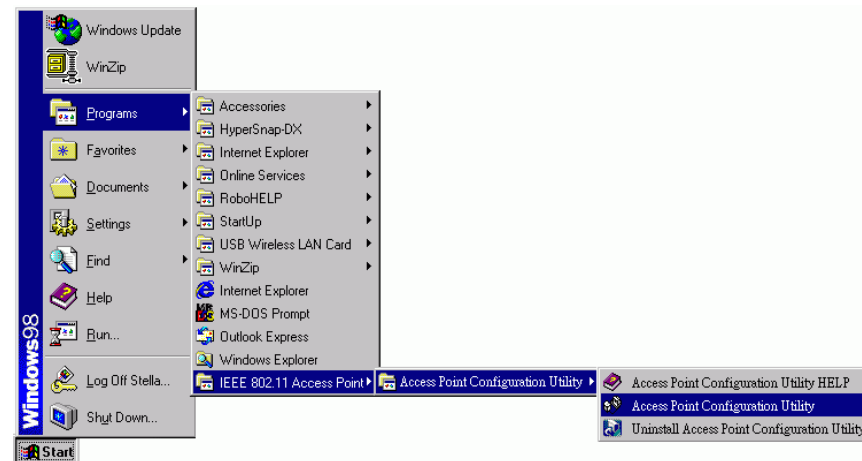 Windows Update
WinZip
Programs
Favorites
Documents
Settings
Find
Help
Run...
Log Off Stella...
Shut Down...
Windows98
Start
Accessories
HyperSnap-DX
Internet Explorer
Online Services
RoboHELP
StartUp
USB Wireless LAN Card
WinZip
Internet Explorer
MS-DOS Prompt
Outlook Express
Windows Explorer
IEEE 802.11 Access Point
Access Point Configuration Utility
Access Point Configuration Utility HELP
Access Point Configuration Utility
Uninstall Access Point Configuration Utility